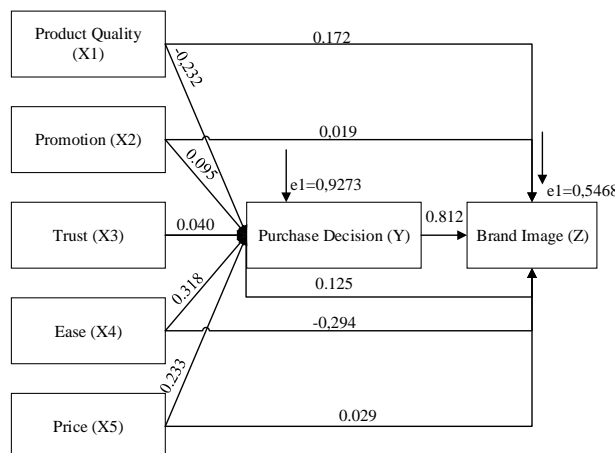 Product Quality
(X1)
0.172
-0,232
Promotion (X2)
0,019
0.095
e1=0,9273
e1=0,5468
Trust (X3)
0.040
Purchase Decision (Y)
0.812
Brand Image (Z)
0.125
0.318
Ease (X4)
-0,294
0.233
Price (X5)
0.029